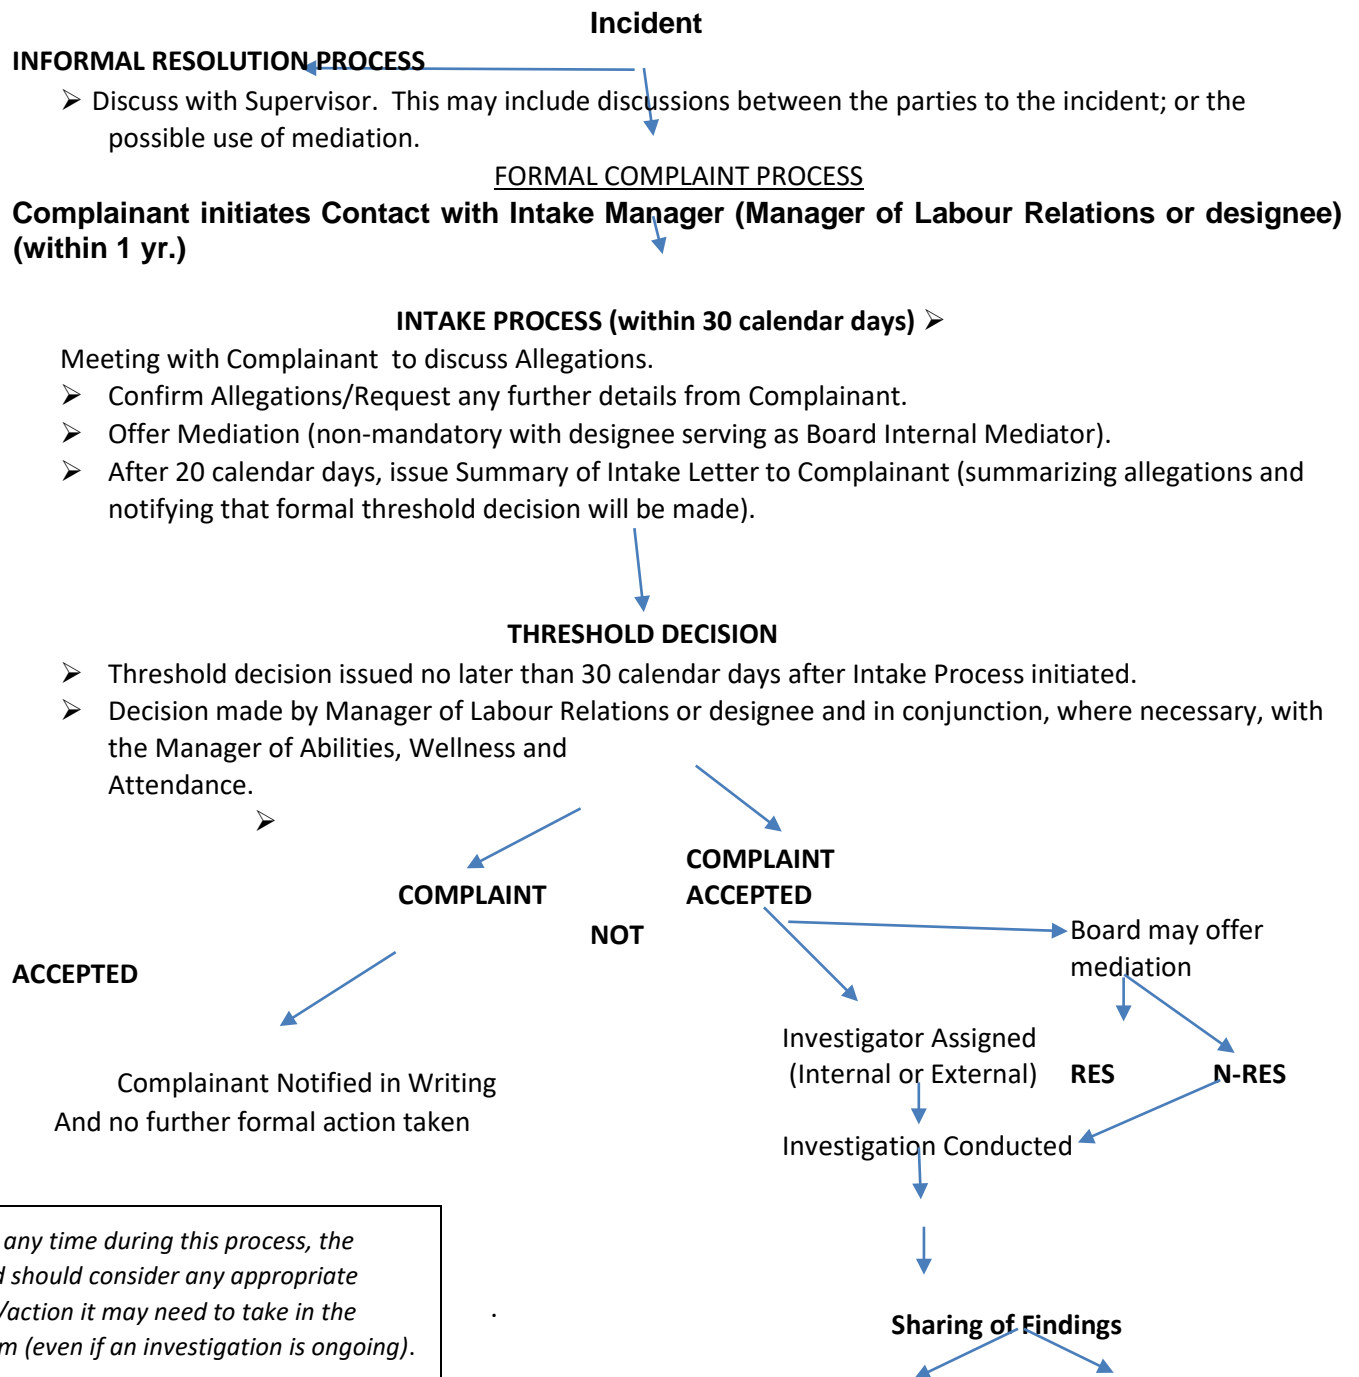 Incident
INFORMAL RESOLUTION PROCESS
➢ Discuss with Supervisor.  This may include discussions between the parties to the incident; or the
possible use of mediation.
FORMAL COMPLAINT PROCESS
Complainant initiates Contact with Intake Manager (Manager of Labour Relations or designee)
(within 1 yr.)
INTAKE PROCESS (within 30 calendar days) ➢
Meeting with Complainant  to discuss Allegations.
➢ Confirm Allegations/Request any further details from Complainant.
➢ Offer Mediation (non-mandatory with designee serving as Board Internal Mediator).
➢ After 20 calendar days, issue Summary of Intake Letter to Complainant (summarizing allegations and
notifying that formal threshold decision will be made).
THRESHOLD DECISION
➢ Threshold decision issued no later than 30 calendar days after Intake Process initiated.
➢ Decision made by Manager of Labour Relations or designee and in conjunction, where necessary, with
the Manager of Abilities, Wellness and
Attendance.
➢
COMPLAINT
COMPLAINT ACCEPTED
NOT
ACCEPTED
Board may offer
mediation
Investigator Assigned
(Internal or External) RES N-RES
Complainant Notified in Writing
And no further formal action taken
Investigation Conducted
any time during this process, the
should consider any appropriate
/action it may need to take in the
(even if an investigation is ongoing).
.
Sharing of Findings